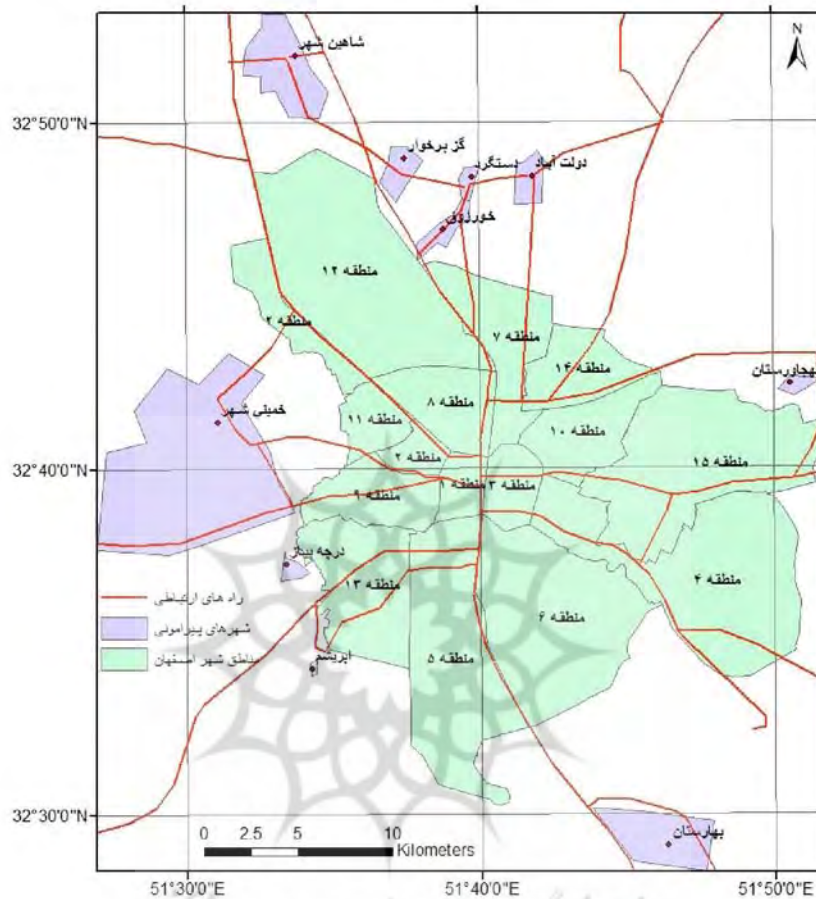 N
شاهین شهر
32°50'0"N
گز برخوار
دستگرد
دولت آباد
خورزوق
منطقه ۱۲
منطقه ۲
منطقه ۷
منطقه ۱۴
خمینی شهر
منطقه ۸
منطقه ۱۱
منطقه ۱۰
32°40'0"N
منطقه ۲
منطقه ۱۵
منطقه ۹
منطقه ۱
منطقه ۳
درچه پیاز
منطقه ۱۳
منطقه ۴
راه های ارتباطی
شهرهای پیرامونی
منطقه ۶
مناطق شهر اصفهان
منطقه ۵
ابریشم
32°30'0"N
0 2.5 5 10
Kilometers
بهارستان
51°30'0"E 51°40'0"E 51°50'0"E